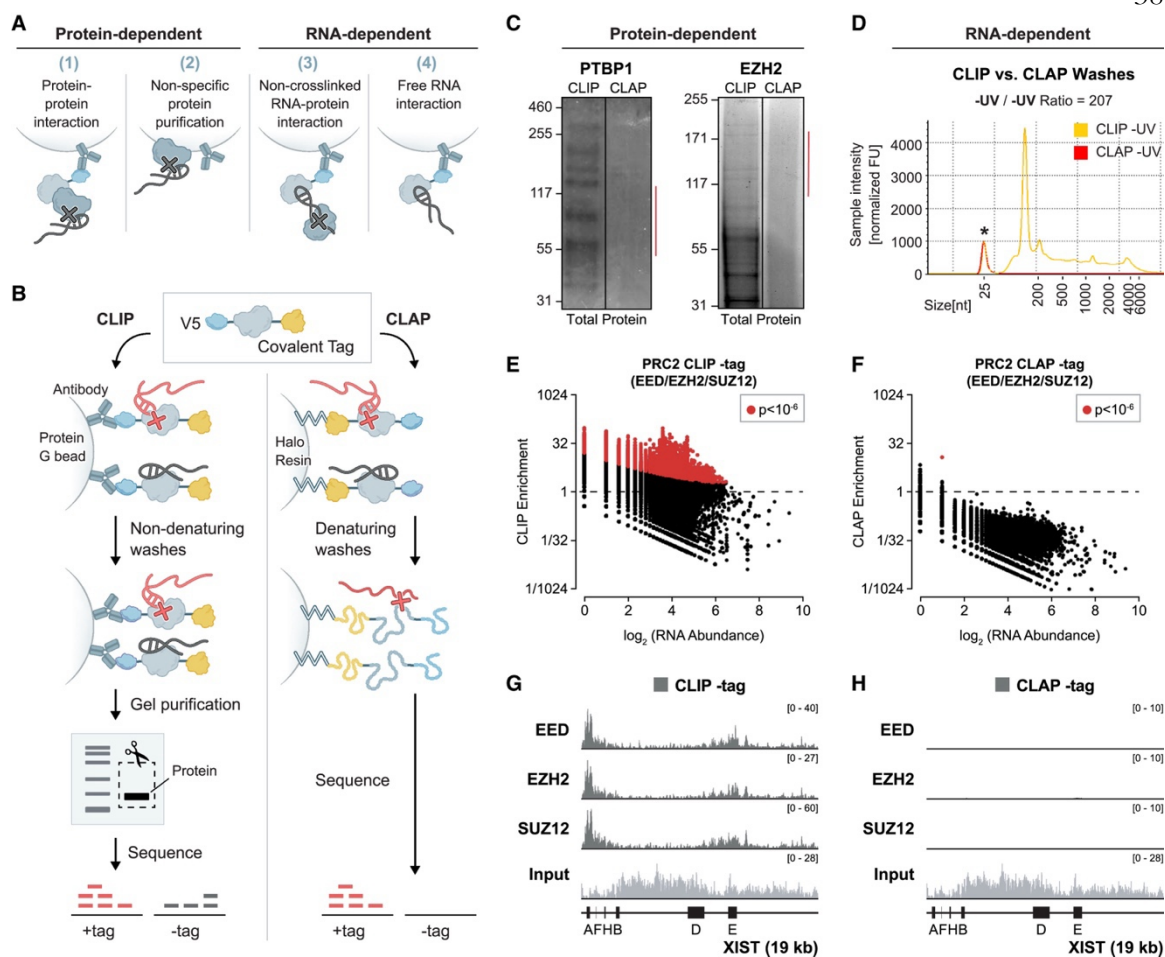 A
Protein-dependent
RNA-dependent
(1)
(2)
(3)
(4)
Protein-
protein
interaction
Non-specific
protein
purification
Non-crosslinked
RNA-protein
interaction
Free RNA
interaction
B
CLIP
V5
Covalent Tag
CLAP
Antibody
Protein
G bead
Halo
Resin
Non-denaturing
washes
Denaturing
washes
Gel purification
Protein
Sequence
Sequence
+tag
-tag
+tag
-tag
C
Protein-dependent
PTBP1
CLIP
CLAP
460
255
171
117
55
31
Total Protein
EZH2
CLIP
CLAP
255
171
117
55
31
Total Protein
D
RNA-dependent
CLIP vs. CLAP Washes
-UV / -UV Ratio = 207
CLIP -UV
CLAP -UV
Sample intensity
[normalized FU]
4000
3000
2000
1000
0
*
Size[nt]
25
200
500
1000
2000
4000
6000
E
PRC2 CLIP -tag
(EED/EZH2/SUZ12)
p<10-6
CLIP Enrichment
1024
32
1
1/32
1/1024
0 2 4 6 8 10
log2 (RNA Abundance)
F
PRC2 CLAP -tag
(EED/EZH2/SUZ12)
p<10-6
CLAP Enrichment
1024
32
1
1/32
1/1024
0 2 4 6 8 10
log2 (RNA Abundance)
G
CLIP -tag
EED
[0 - 40]
EZH2
[0 - 27]
SUZ12
[0 - 60]
Input
[0 - 28]
AFHB D E
XIST (19 kb)
H
CLAP -tag
EED
[0 - 10]
EZH2
[0 - 10]
SUZ12
[0 - 10]
Input
[0 - 28]
AFHB D E
XIST (19 kb)